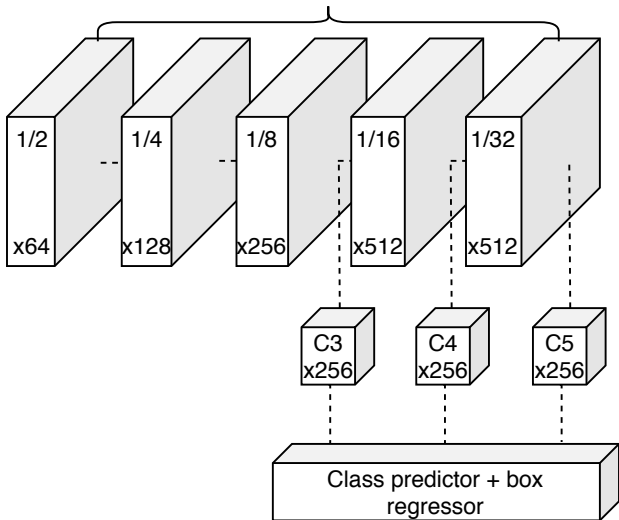 1/2 1/4 1/8 1/16 1/32
x64 x128 x256 x512 x512
C3 C4 C5
x256 x256 x256
Class predictor + box
regressor